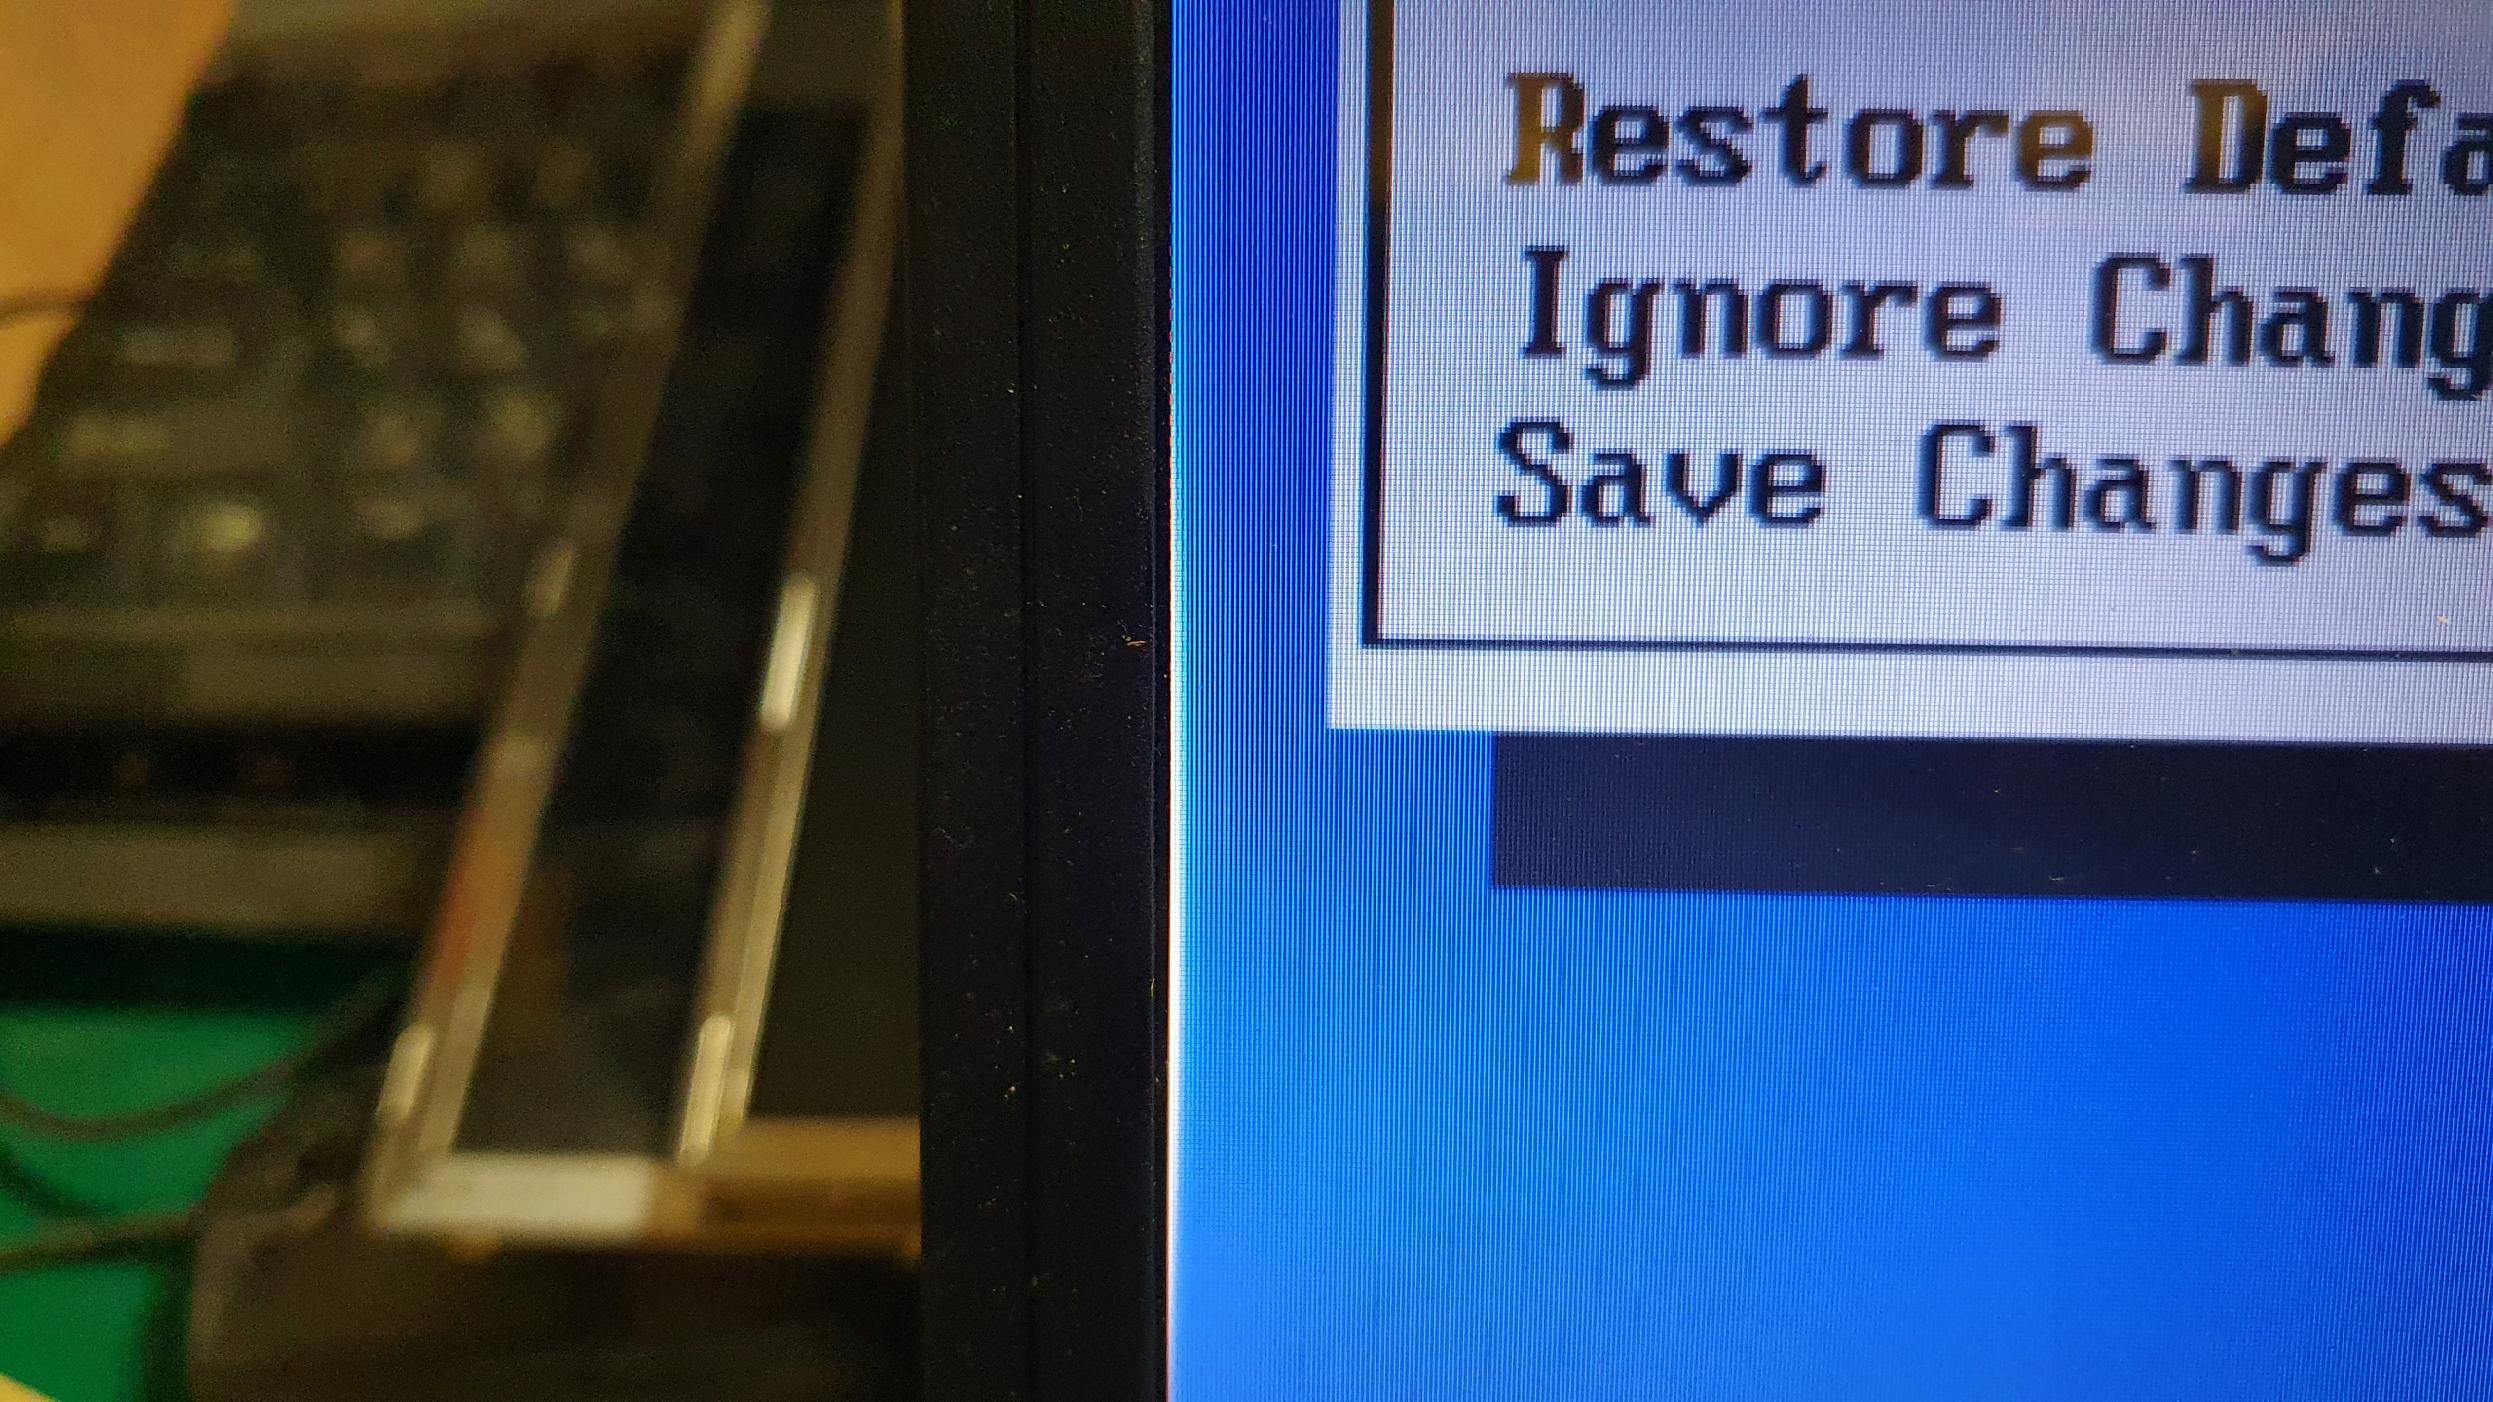 Restore Defa
Ignore Chang
Save Changes